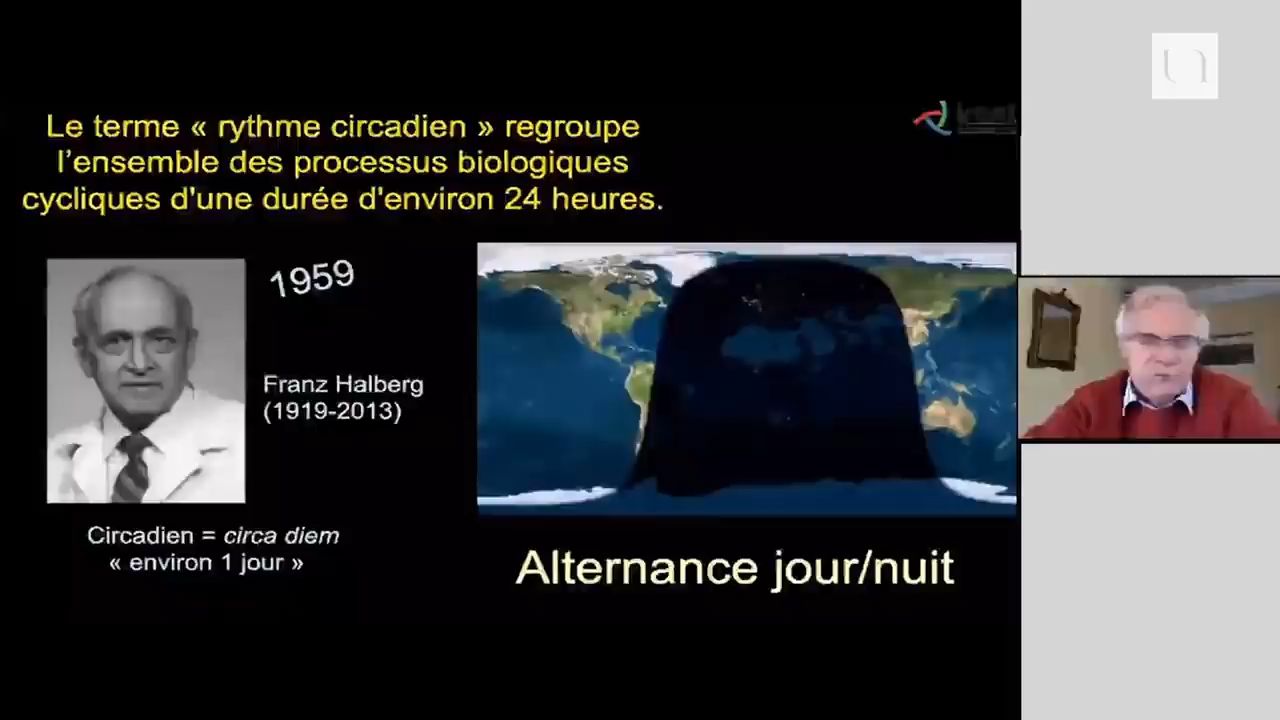 Le terme « rythme circadien » regroupe
l'ensemble des processus biologiques
cycliques d'une durée d'environ 24 heures.
1959
Franz Halberg
(1919-2013)
Circadien = circa diem
« environ 1 jour »
Alternance jour/nuit